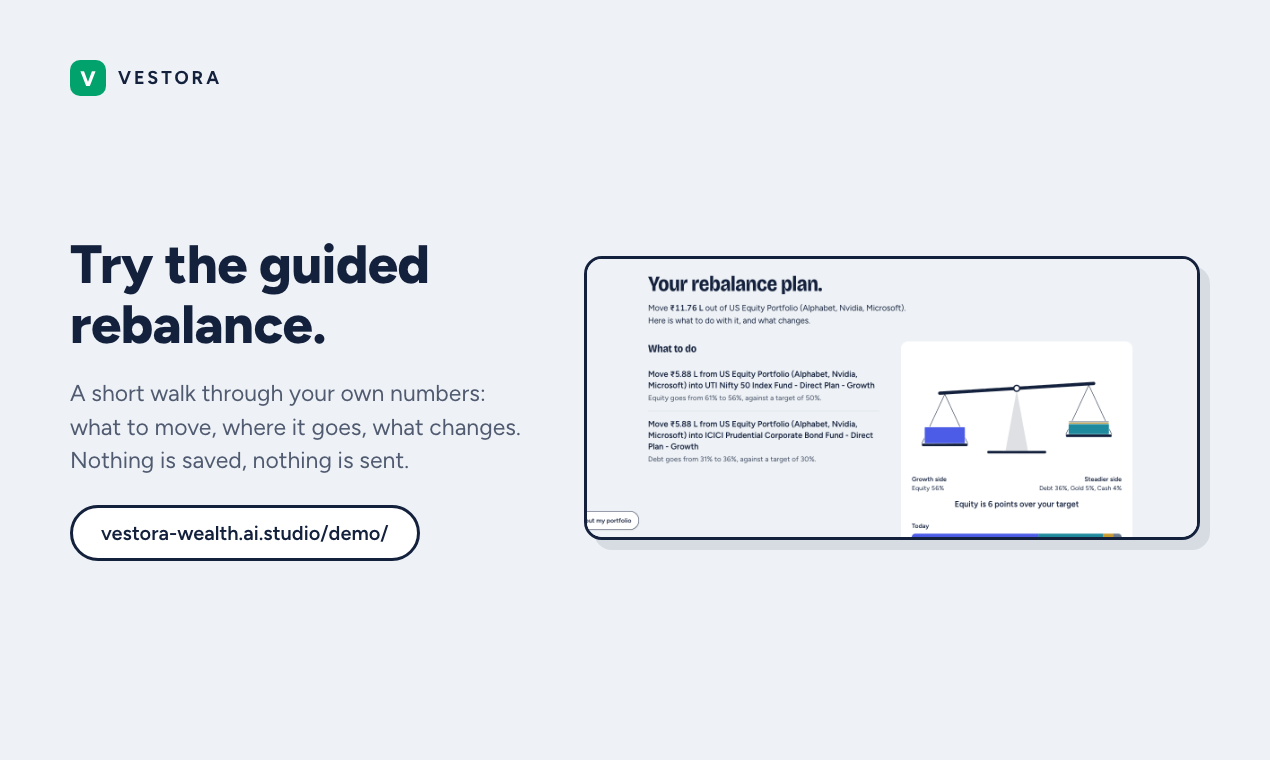 V VESTORA
Try the guided
rebalance.
A short walk through your own numbers:
what to move, where it goes, what changes.
Nothing is saved, nothing is sent.
vestora-wealth.ai.studio/demo/
Your rebalance plan.
Move ₹11.76 L out of US Equity Portfolio (Alphabet, Nvidia, Microsoft).
Here is what to do with it, and what changes.
What to do
Move ₹5.88 L from US Equity Portfolio (Alphabet, Nvidia,
Microsoft) into UTI Nifty 50 Index Fund - Direct Plan - Growth
Equity goes from 61% to 56%, against a target of 50%.
Move ₹5.88 L from US Equity Portfolio (Alphabet, Nvidia,
Microsoft) into ICICI Prudential Corporate Bond Fund - Direct
Plan - Growth
Debt goes from 31% to 36%, against a target of 30%.
out my portfolio
Growth side
Equity 56%
Steadier side
Debt 36%, Gold 5%, Cash 4%
Equity is 6 points over your target
Today